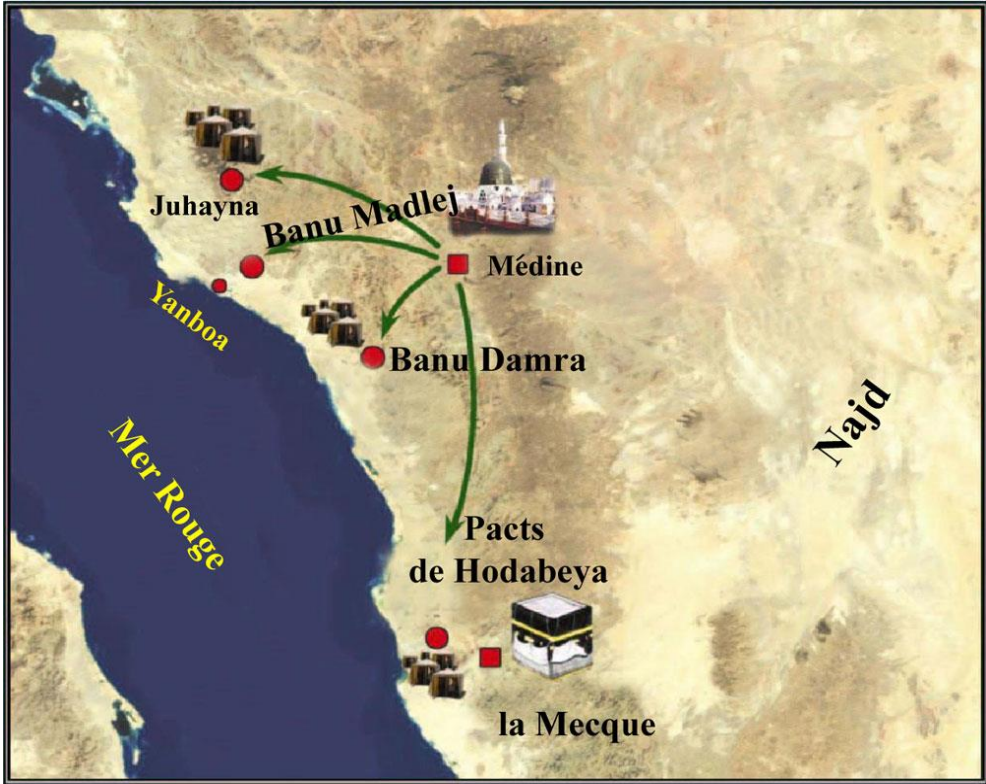 Juhayna
Banu Madlej
Médine
Yanboa
Banu Damra
Najd
Mer Rouge
Pacts
de Hodabeya
la Mecque